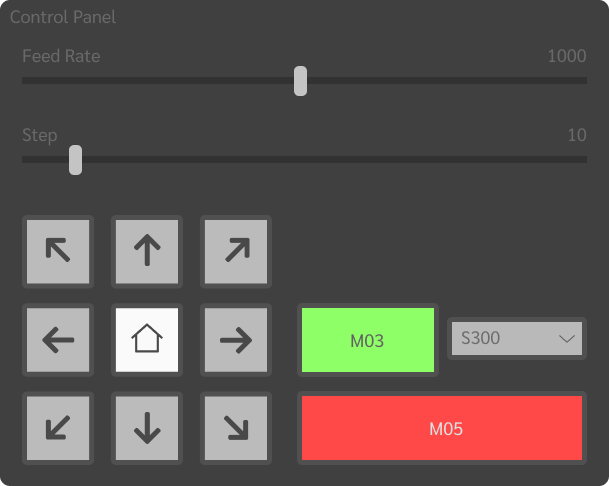 Control Panel
Feed Rate 1000
Step 10
M03 S300
M05